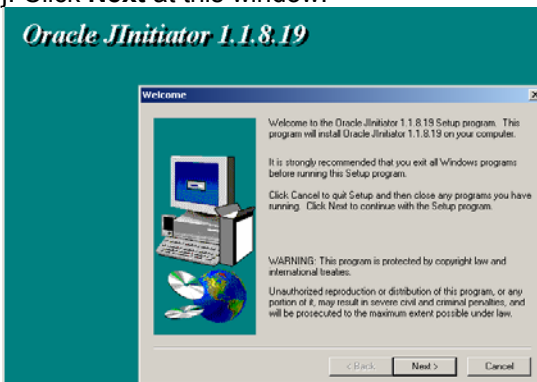 j. Click Next at this window.
Oracle JInitiator 1.1.8.19
Welcome
Welcome to the Oracle JInitiator 1.1.8.19 Setup program. This
program will install Oracle JInitiator 1.1.8.19 on your computer.
It is strongly recommended that you exit all Windows programs
before running this Setup program.
Click Cancel to quit Setup and then close any programs you have
running. Click Next to continue with the Setup program.
WARNING: This program is protected by copyright law and
international treaties.
Unauthorized reproduction or distribution of this program, or any
portion of it, may result in severe civil and criminal penalties, and
will be prosecuted to the maximum extent possible under law.
< Back Next > Cancel